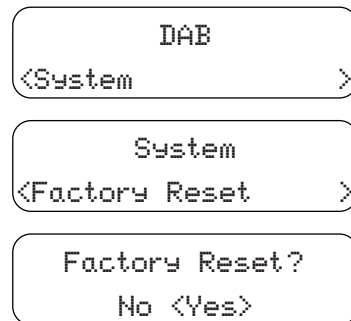 DAB
<System >
System
<Factory Reset >
Factory Reset?
No <Yes>